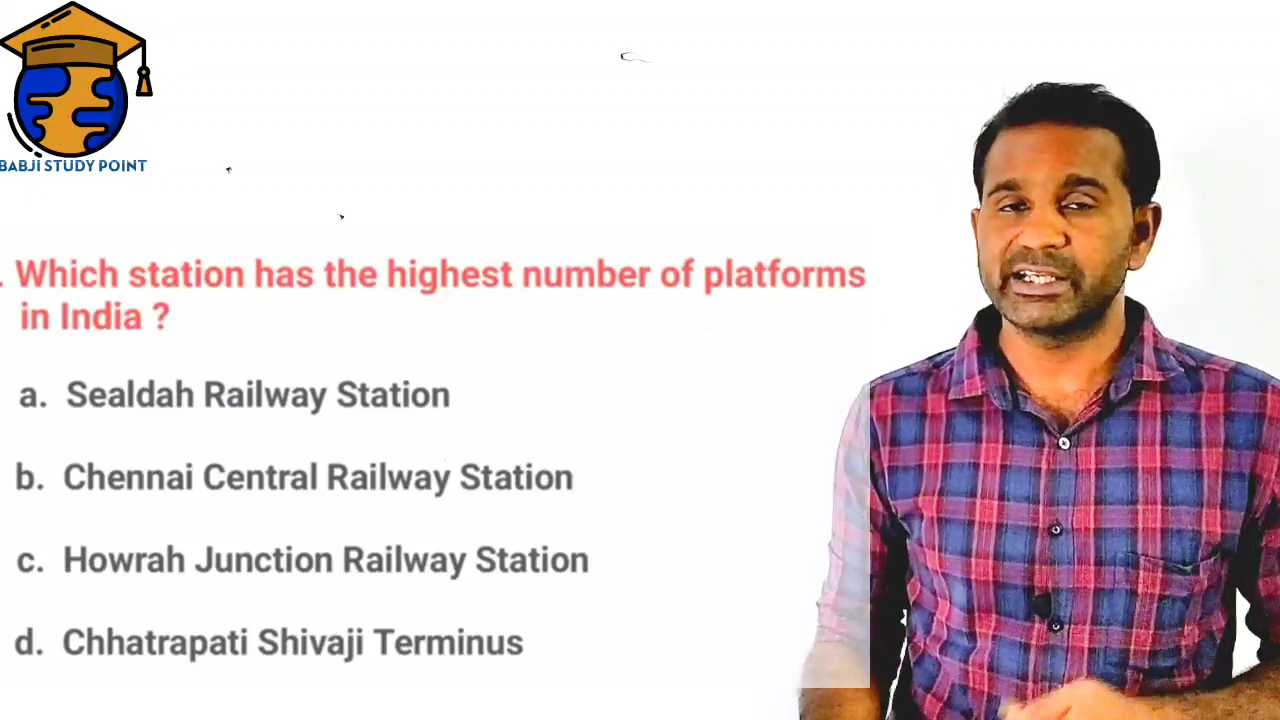 BABJI STUDY POINT
. Which station has the highest number of platforms
in India ?
a. Sealdah Railway Station
b. Chennai Central Railway Station
c. Howrah Junction Railway Station
d. Chhatrapati Shivaji Terminus